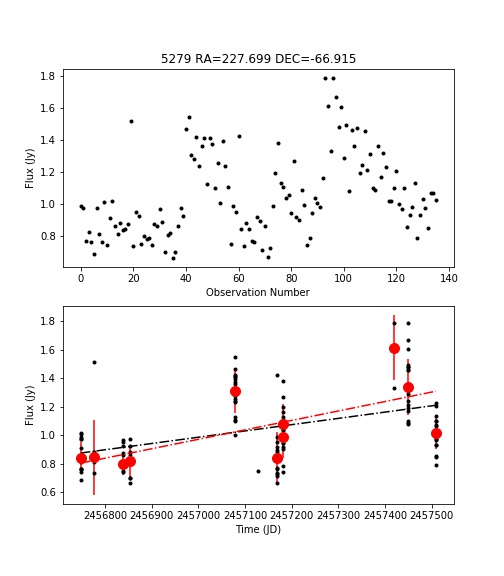 5279 RA=227.699 DEC=-66.915
1.8
1.6
1.4
1.2
1.0
0.8
Flux (Jy)
0 20 40 60 80 100 120 140
Observation Number
1.8
1.6
1.4
1.2
1.0
0.8
0.6
Flux (Jy)
2456800 2456900 2457000 2457100 2457200 2457300 2457400 2457500
Time (JD)